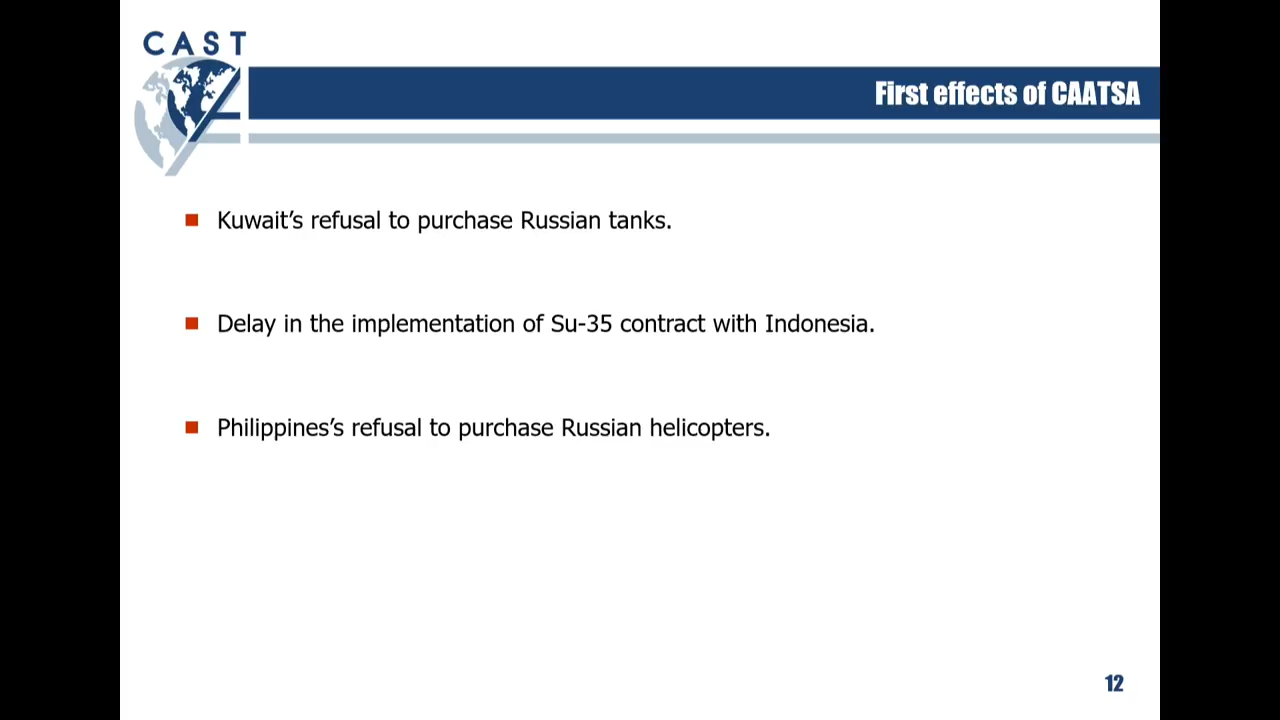 CAST
First effects of CAATSA
■ Kuwait’s refusal to purchase Russian tanks.
■ Delay in the implementation of Su-35 contract with Indonesia.
■ Philippines’s refusal to purchase Russian helicopters.
12